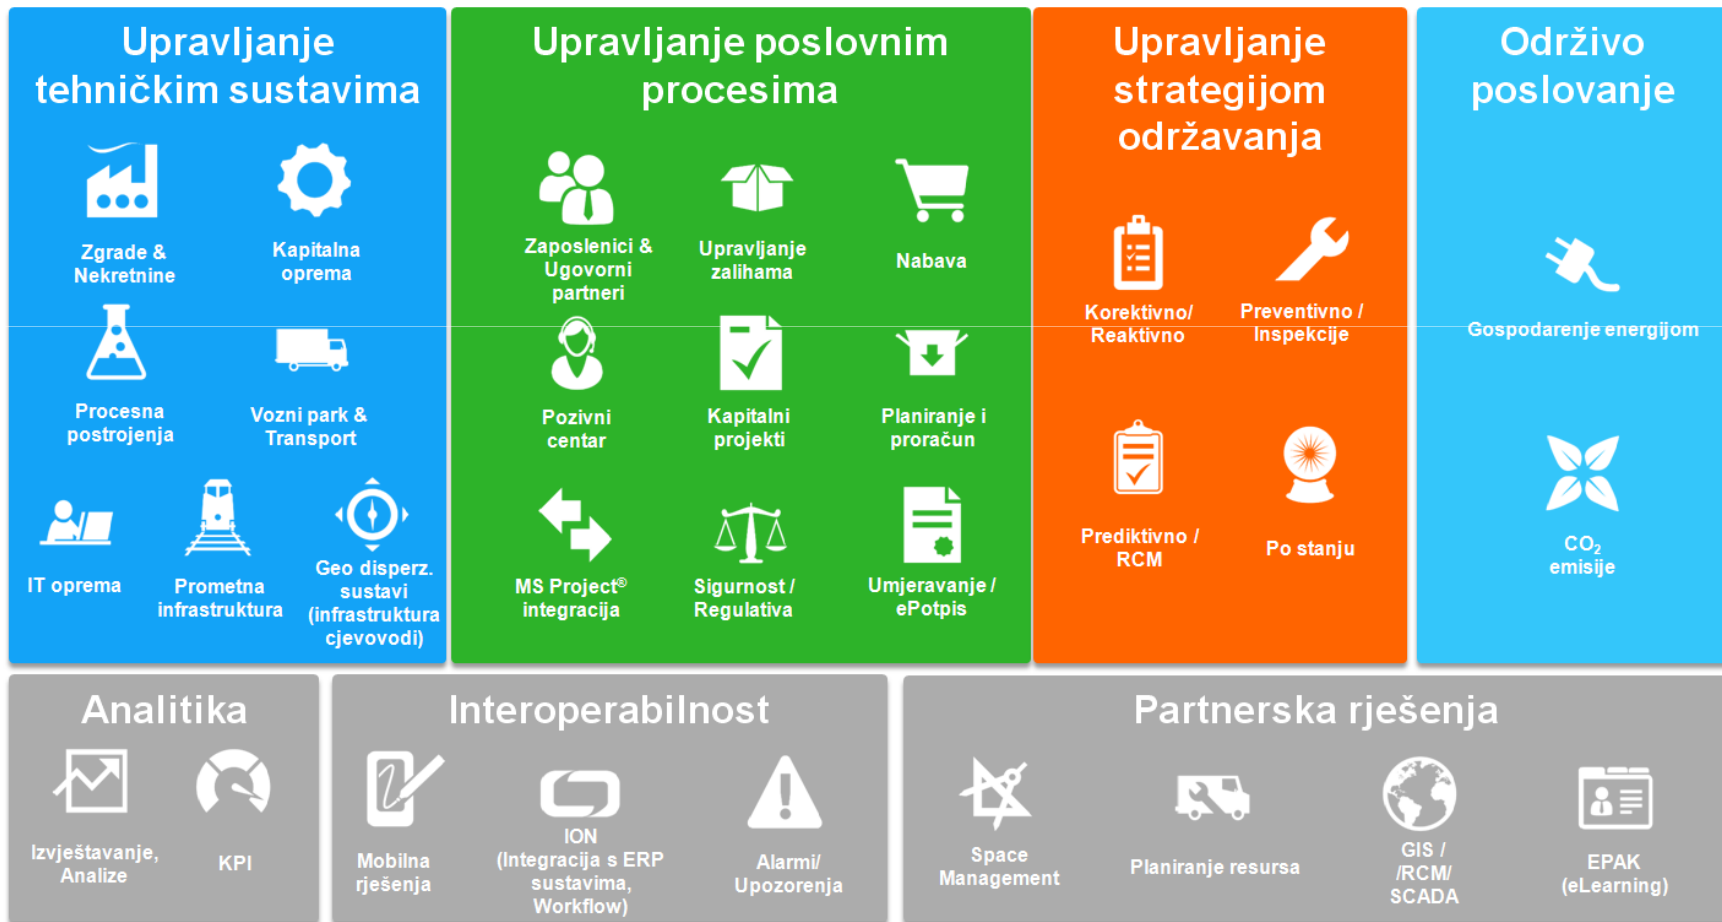 Upravljanje
tehničkim sustavima
Zgrade &
Nekretnine
Kapitalna
oprema
Procesna
postrojenja
Vozni park &
Transport
IT oprema
Prometna
infrastruktura
Geo disperz.
sustavi
(infrastruktura
cjevovodi)
Upravljanje poslovnim
procesima
Zaposlenici &
Ugovorni
partneri
Upravljanje
zalihama
Nabava
Pozivni
centar
Kapitalni
projekti
Planiranje i
proračun
MS Project®
integracija
Sigurnost /
Regulativa
Umjeravanje /
ePotpis
Upravljanje
strategijom
održavanja
Korektivno/
Reaktivno
Preventivno /
Inspekcije
Prediktivno /
RCM
Po stanju
Održivo
poslovanje
Gospodarenje energijom
CO₂
emisije
Analitika
Izvještavanje,
Analize
KPI
Interoperabilnost
Mobilna
rješenja
ION
(Integracija s ERP
sustavima,
Workflow)
Alarmi/
Upozorenja
Partnerska rješenja
Space
Management
Planiranje resursa
GIS /
/RCM/
SCADA
EPAK
(eLearning)